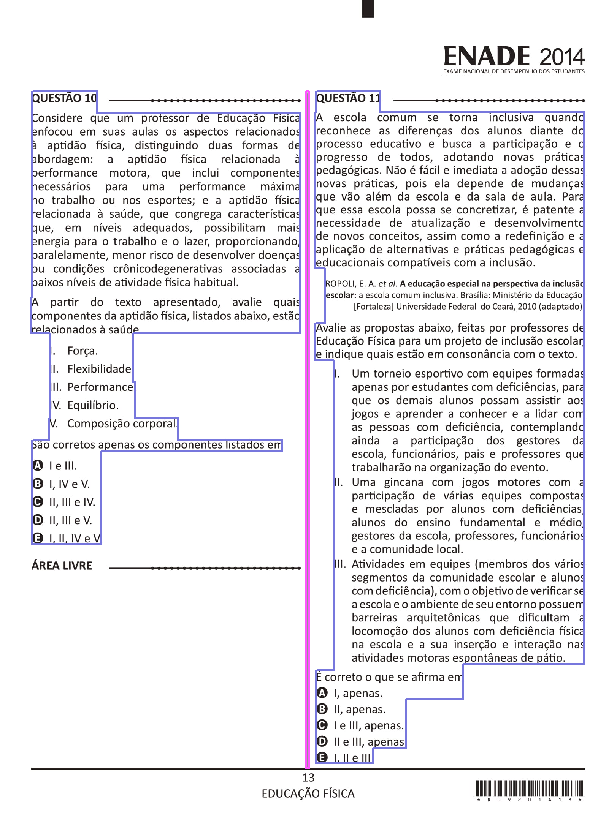 ENADE 2014
EXAME NACIONAL DE DESEMPENHO DOS ESTUDANTES
QUESTÃO 10
Considere que um professor de Educação Física
enfocou em suas aulas os aspectos relacionados
à aptidão física, distinguindo duas formas de
abordagem: a aptidão física relacionada à
performance motora, que inclui componentes
necessários para uma performance máxima
no trabalho ou nos esportes; e a aptidão física
relacionada à saúde, que congrega características
que, em níveis adequados, possibilitam mais
energia para o trabalho e o lazer, proporcionando,
paralelamente, menor risco de desenvolver doenças
ou condições crônicodegenerativas associadas a
baixos níveis de atividade física habitual.
A partir do texto apresentado, avalie quais
componentes da aptidão física, listados abaixo, estão
relacionados à saúde.
I. Força.
II. Flexibilidade.
III. Performance.
IV. Equilíbrio.
V. Composição corporal.
São corretos apenas os componentes listados em
A I e III.
B I, IV e V.
C II, III e IV.
D II, III e V.
E I, II, IV e V.
ÁREA LIVRE
QUESTÃO 11
A escola comum se torna inclusiva quando
reconhece as diferenças dos alunos diante do
processo educativo e busca a participação e o
progresso de todos, adotando novas práticas
pedagógicas. Não é fácil e imediata a adoção dessas
novas práticas, pois ela depende de mudanças
que vão além da escola e da sala de aula. Para
que essa escola possa se concretizar, é patente a
necessidade de atualização e desenvolvimento
de novos conceitos, assim como a redefinição e a
aplicação de alternativas e práticas pedagógicas e
educacionais compatíveis com a inclusão.
ROPOLI, E. A. et al. A educação especial na perspectiva da inclusão
escolar: a escola comum inclusiva. Brasília: Ministério da Educação.
[Fortaleza] Universidade Federal do Ceará, 2010 (adaptado).
Avalie as propostas abaixo, feitas por professores de
Educação Física para um projeto de inclusão escolar,
e indique quais estão em consonância com o texto.
I. Um torneio esportivo com equipes formadas
apenas por estudantes com deficiências, para
que os demais alunos possam assistir aos
jogos e aprender a conhecer e a lidar com
as pessoas com deficiência, contemplando
ainda a participação dos gestores da
escola, funcionários, pais e professores que
trabalharão na organização do evento.
II. Uma gincana com jogos motores com a
participação de várias equipes compostas
e mescladas por alunos com deficiências,
alunos do ensino fundamental e médio,
gestores da escola, professores, funcionários
e a comunidade local.
III. Atividades em equipes (membros dos vários
segmentos da comunidade escolar e alunos
com deficiência), com o objetivo de verificar se
a escola e o ambiente de seu entorno possuem
barreiras arquitetônicas que dificultam a
locomoção dos alunos com deficiência física
na escola e a sua inserção e interação nas
atividades motoras espontâneas de pátio.
É correto o que se afirma em
A I, apenas.
B II, apenas.
C I e III, apenas.
D II e III, apenas.
E I, II e III.
13
EDUCAÇÃO FÍSICA